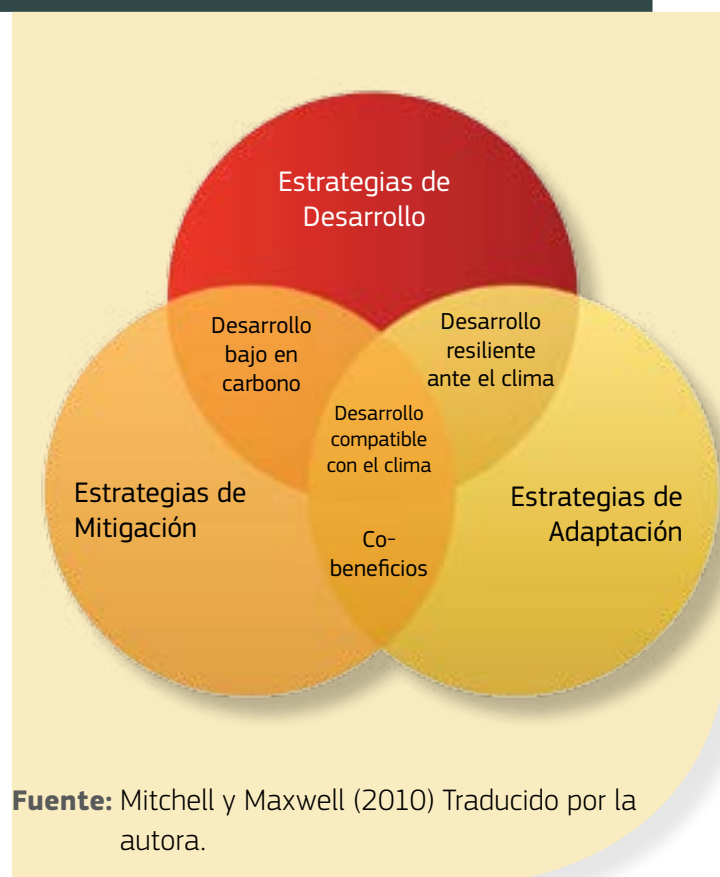 Estrategias de
Desarrollo
Desarrollo
bajo en
carbono
Desarrollo
resiliente
ante el clima
Desarrollo
compatible
con el clima
Estrategias de
Mitigación
Estrategias de
Adaptación
Co-
beneficios
Fuente: Mitchell y Maxwell (2010) Traducido por la
autora.